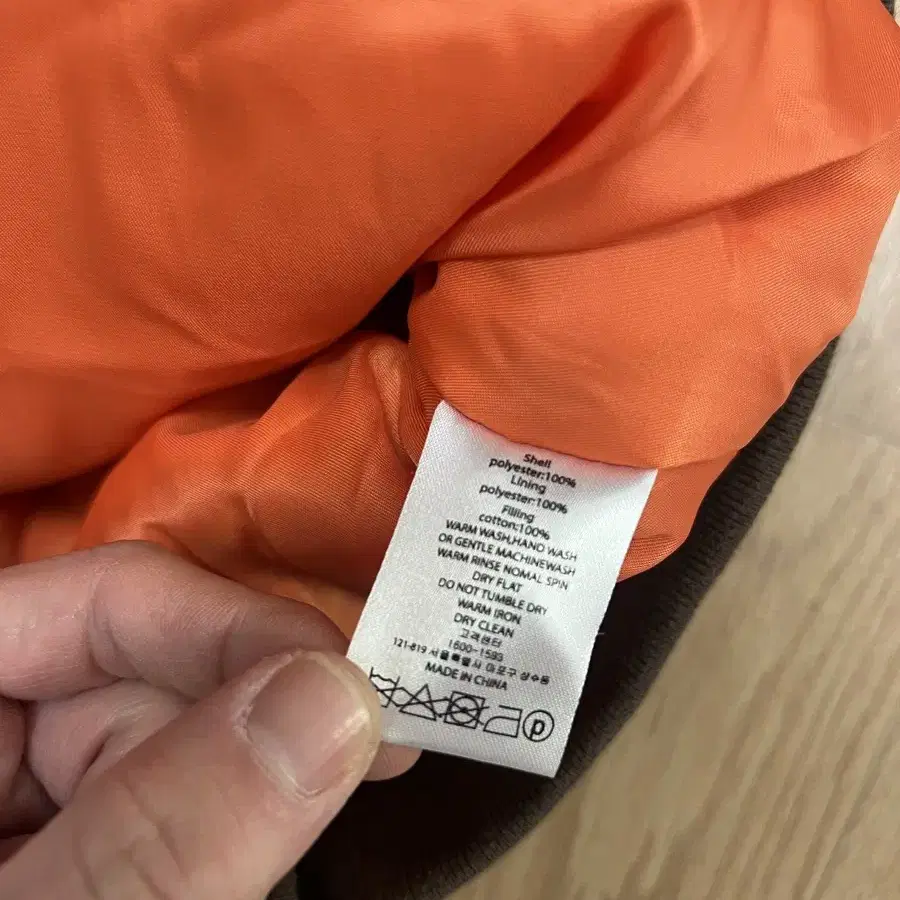 Shell
polyester:100%
Lining
polyester:100%
Filling
cotton:100%
WARM WASH,HAND WASH
OR GENTLE MACHINEWASH
WARM RINSE NOMAL SPIN
DRY FLAT
DO NOT TUMBLE DRY
WARM IRON
DRY CLEAN
고객센터
1600-1593
121-819 서울특별시 마포구 상수동
MADE IN CHINA
P